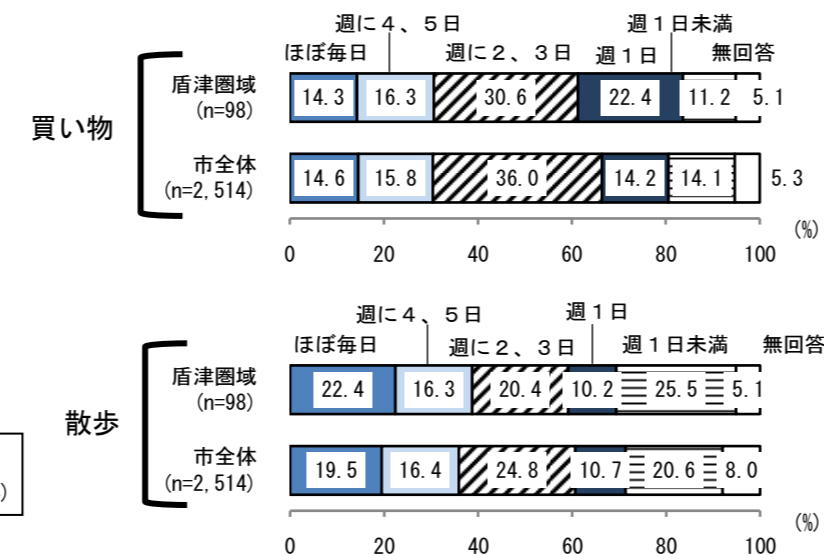 週に４、５日 週１日未満
ほぼ毎日 週に２、３日 週１日 無回答
買い物
盾津圏域
(n=98)
14.3 16.3 30.6 22.4 11.2 5.1
市全体
(n=2,514)
14.6 15.8 36.0 14.2 14.1 5.3
(%)
0 20 40 60 80 100
週に４、５日 週１日
ほぼ毎日 週に２、３日 週１日未満 無回答
散歩
盾津圏域
(n=98)
22.4 16.3 20.4 10.2 25.5 5.1
市全体
(n=2,514)
19.5 16.4 24.8 10.7 20.6 8.0
)
(%)
0 20 40 60 80 100